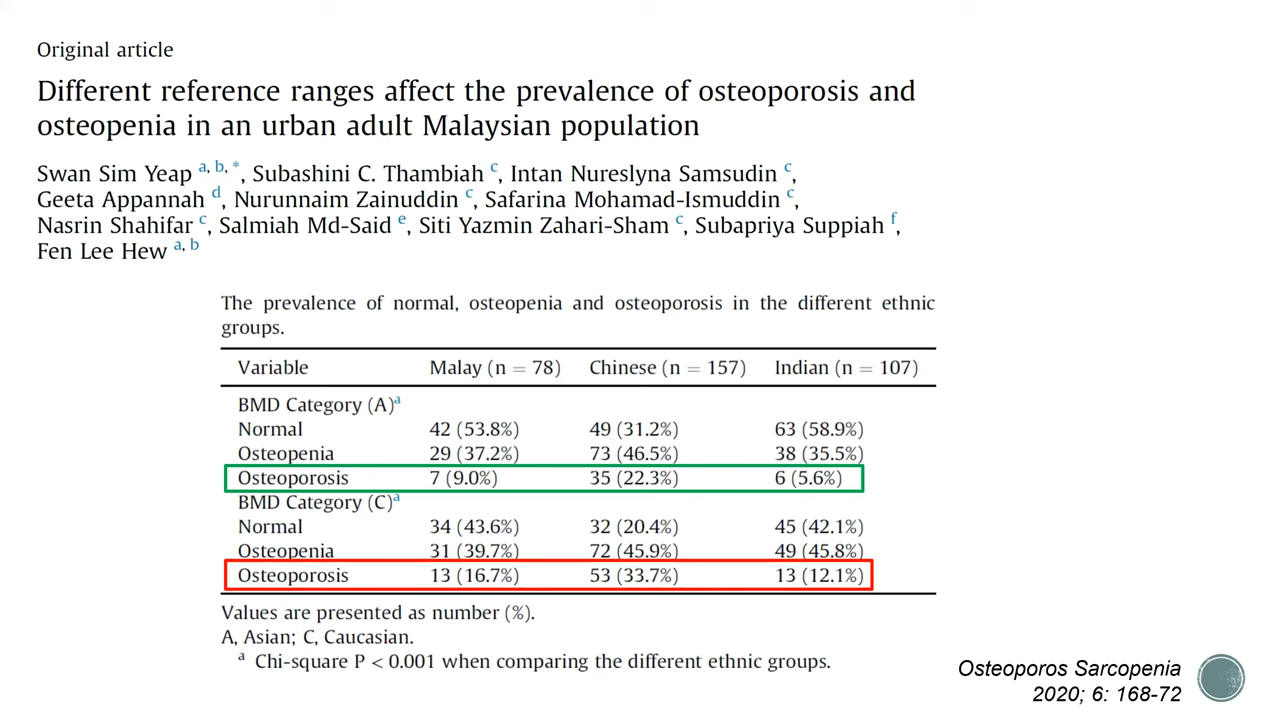 Original article
Different reference ranges affect the prevalence of osteoporosis and
osteopenia in an urban adult Malaysian population
Swan Sim Yeap a, b, *, Subashini C. Thambiah c, Intan Nureslyna Samsudin c,
Geeta Appannah d, Nurunnaim Zainuddin c, Safarina Mohamad-Ismuddin c,
Nasrin Shahifar c, Salmiah Md-Said e, Siti Yazmin Zahari-Sham c, Subapriya Suppiah f,
Fen Lee Hew a, b
The prevalence of normal, osteopenia and osteoporosis in the different ethnic
groups.
Variable Malay (n = 78) Chinese (n = 157) Indian (n = 107)
BMD Category (A)a
Normal 42 (53.8%) 49 (31.2%) 63 (58.9%)
Osteopenia 29 (37.2%) 73 (46.5%) 38 (35.5%)
Osteoporosis 7 (9.0%) 35 (22.3%) 6 (5.6%)
BMD Category (C)a
Normal 34 (43.6%) 32 (20.4%) 45 (42.1%)
Osteopenia 31 (39.7%) 72 (45.9%) 49 (45.8%)
Osteoporosis 13 (16.7%) 53 (33.7%) 13 (12.1%)
Values are presented as number (%).
A, Asian; C, Caucasian.
a Chi-square P < 0.001 when comparing the different ethnic groups.
Osteoporos Sarcopenia
2020; 6: 168-72